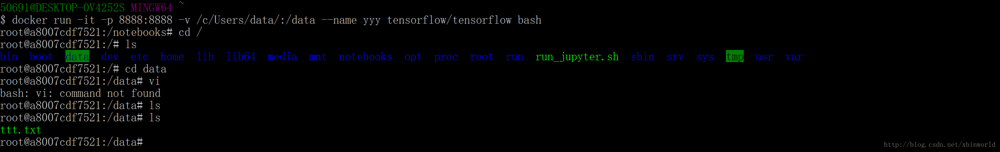 50691@DESKTOP-0V4252S MINGW64 ~
$ docker run -it -p 8888:8888 -v /c/Users/data/:/data --name yyy tensorflow/tensorflow bash
root@a8007cdf7521:/notebooks# cd /
root@a8007cdf7521:/# ls
bin  boot  data  dev  etc  home  lib  lib64  media  mnt  notebooks  opt  proc  root  run  run_jupyter.sh  sbin  srv  sys  tmp  usr  var
root@a8007cdf7521:/# cd data
root@a8007cdf7521:/data# vi
bash: vi: command not found
root@a8007cdf7521:/data# ls
root@a8007cdf7521:/data# ls
ttt.txt
root@a8007cdf7521:/data#
http://blog.csdn.net/xbinworld